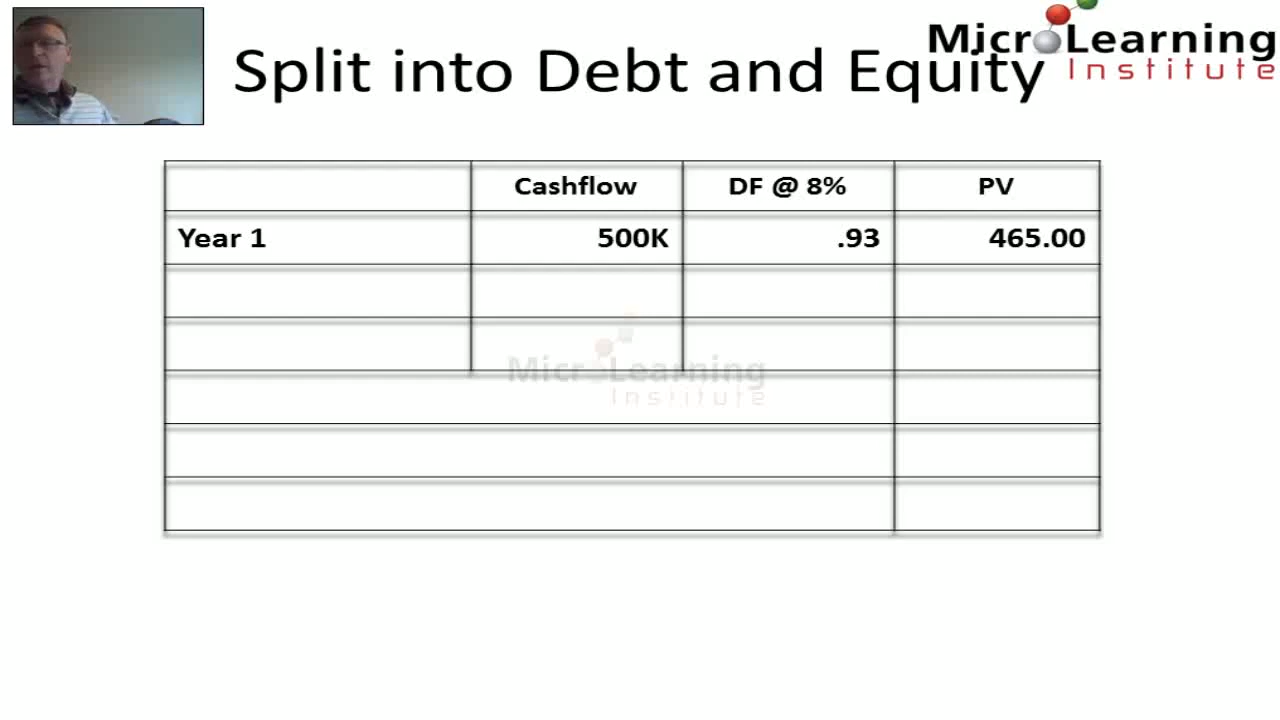 MicroLearning
Institute
Split into Debt and Equity
Cashflow DF @ 8% PV
Year 1 500K .93 465.00
MicroLearning
Institute